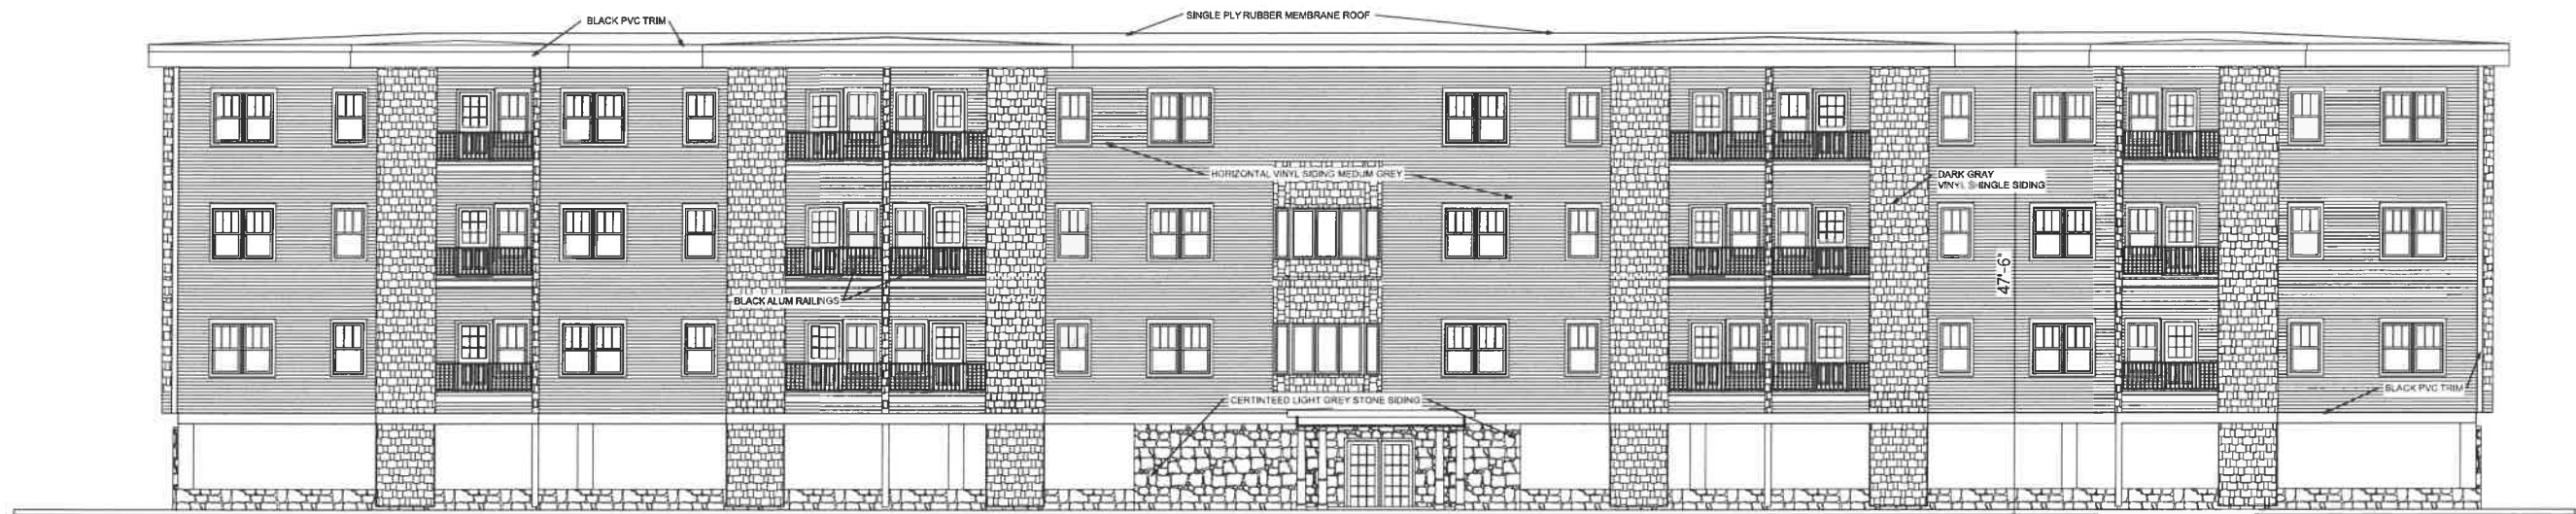 BLACK PVC TRIM
SINGLE PLY RUBBER MEMBRANE ROOF
HORIZONTAL VINYL SIDING MEDIUM GREY
DARK GRAY
VINYL SHINGLE SIDING
47'-6"
BLACK ALUM RAILINGS
BLACK PVC TRIM
CERTINTEED LIGHT GREY STONE SIDING